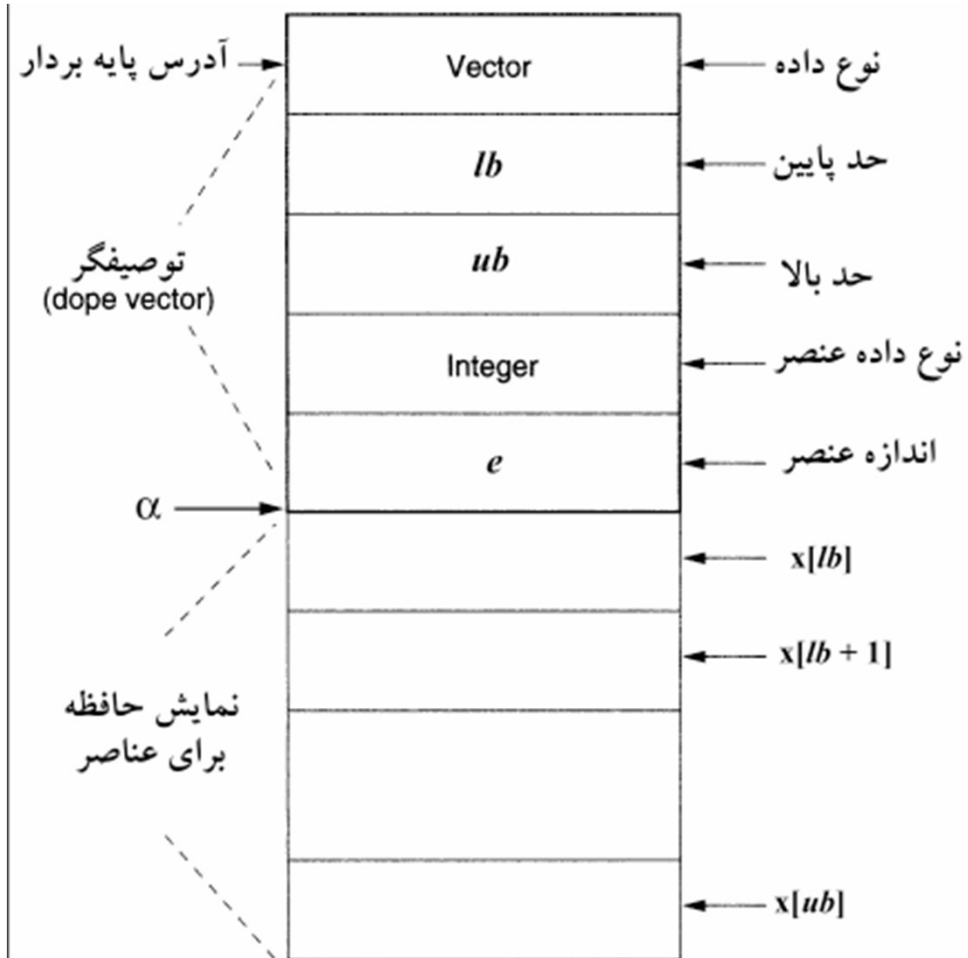 آدرس پایه بردار
Vector
نوع داده
lb
حد پایین
ub
حد بالا
توصیفگر
(dope vector)
Integer
نوع داده عنصر
e
اندازه عنصر
α
x[lb]
x[lb + 1]
نمایش حافظه
برای عناصر
x[ub]